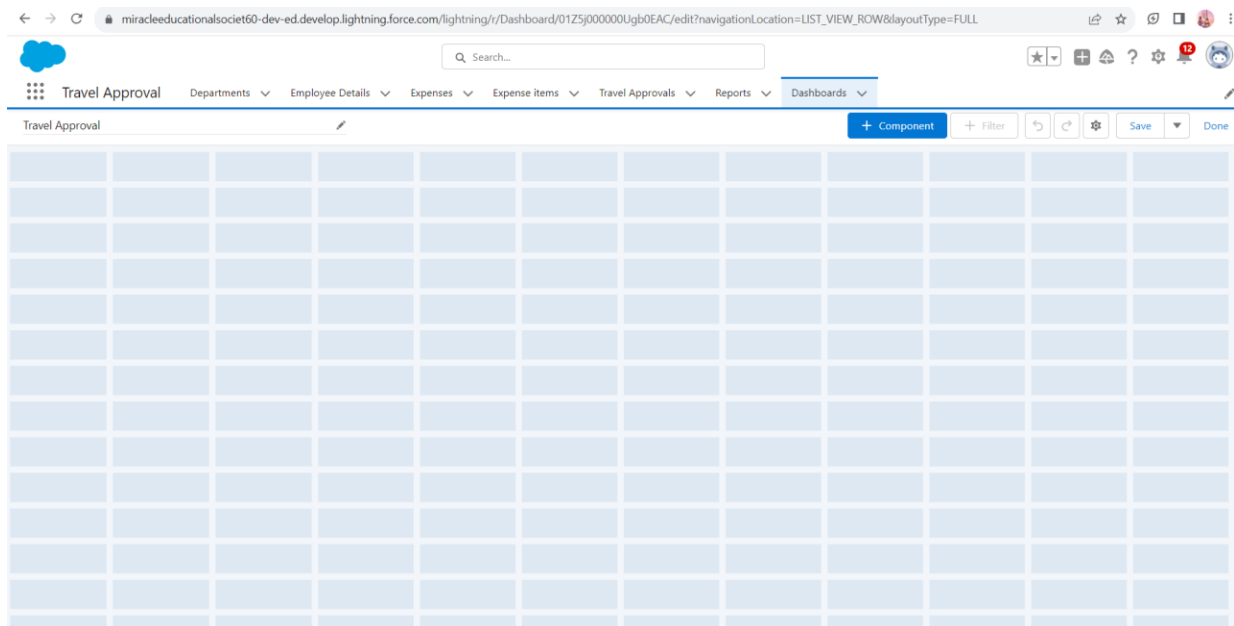 miracleeducationalsociet60-dev-ed.develop.lightning.force.com/lightning/r/Dashboard/01Z5j000000Ugb0EAC/edit?navigationLocation=LIST_VIEW_ROW&layoutType=FULL
Search...
12
Travel Approval Departments Employee Details Expenses Expense items Travel Approvals Reports Dashboards
Travel Approval + Component + Filter Save Done